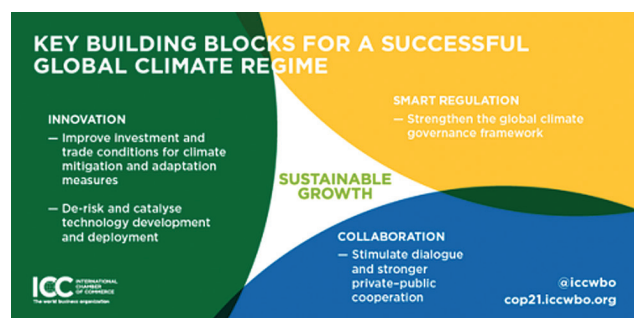 KEY BUILDING BLOCKS FOR A SUCCESSFUL
GLOBAL CLIMATE REGIME
INNOVATION
— Improve investment and
trade conditions for climate
mitigation and adaptation
measures
— De-risk and catalyse
technology development
and deployment
SMART REGULATION
— Strengthen the global climate
governance framework
SUSTAINABLE
GROWTH
COLLABORATION
— Stimulate dialogue
and stronger
private–public
cooperation
ICC INTERNATIONAL
CHAMBER
OF COMMERCE
The world business organization
@iccwbo
cop21.iccwbo.org